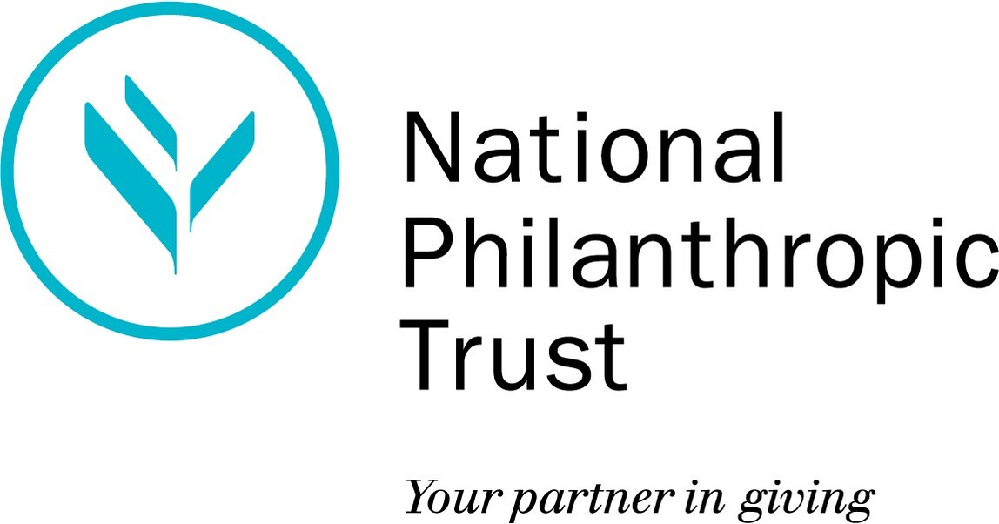 National
Philanthropic
Trust
Your partner in giving